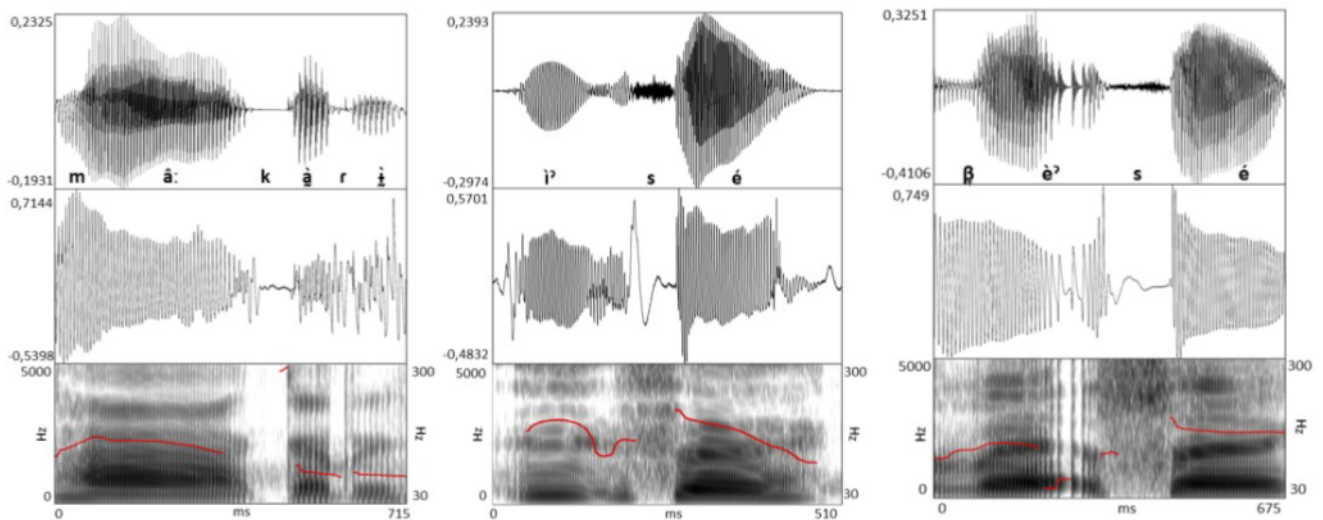 0,2325
m âː k à̰ ɾ ɨ̰̀
-0,1931
0,7144
-0,5398
5000 300
Hz Hz
0 30
0 ms 715
0,2393
ìˀ s é
-0,2974
0,5701
-0,4832
5000 300
Hz Hz
0 30
0 ms 510
0,3251
èˀ s é
-0,4106
0,749
5000 300
Hz Hz
0 30
0 ms 675